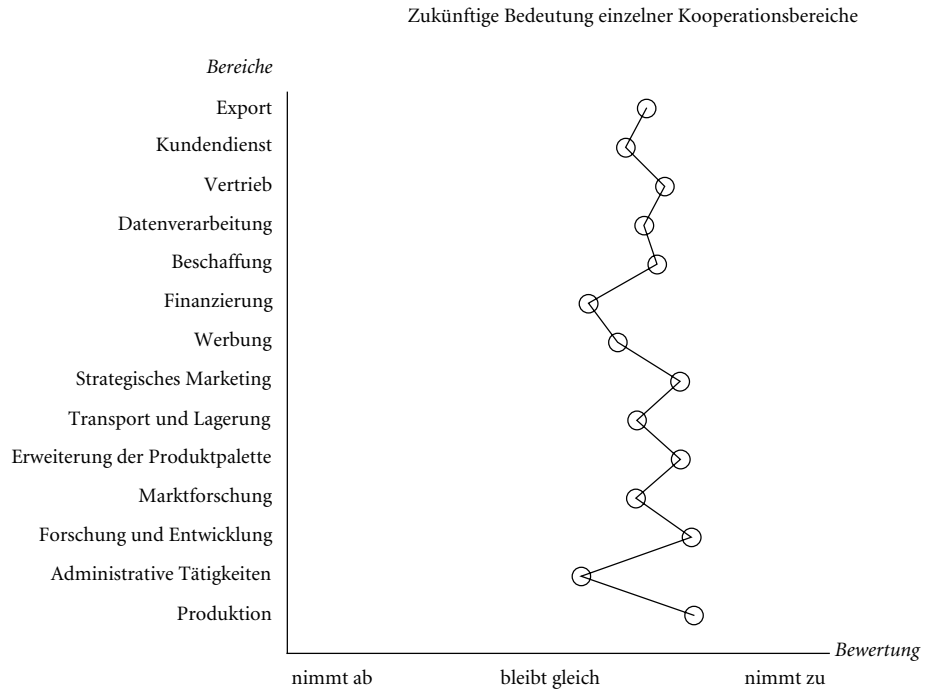 Zukünftige Bedeutung einzelner Kooperationsbereiche
Bereiche
Export
Kundendienst
Vertrieb
Datenverarbeitung
Beschaffung
Finanzierung
Werbung
Strategisches Marketing
Transport und Lagerung
Erweiterung der Produktpalette
Marktforschung
Forschung und Entwicklung
Administrative Tätigkeiten
Produktion
Bewertung
nimmt ab bleibt gleich nimmt zu